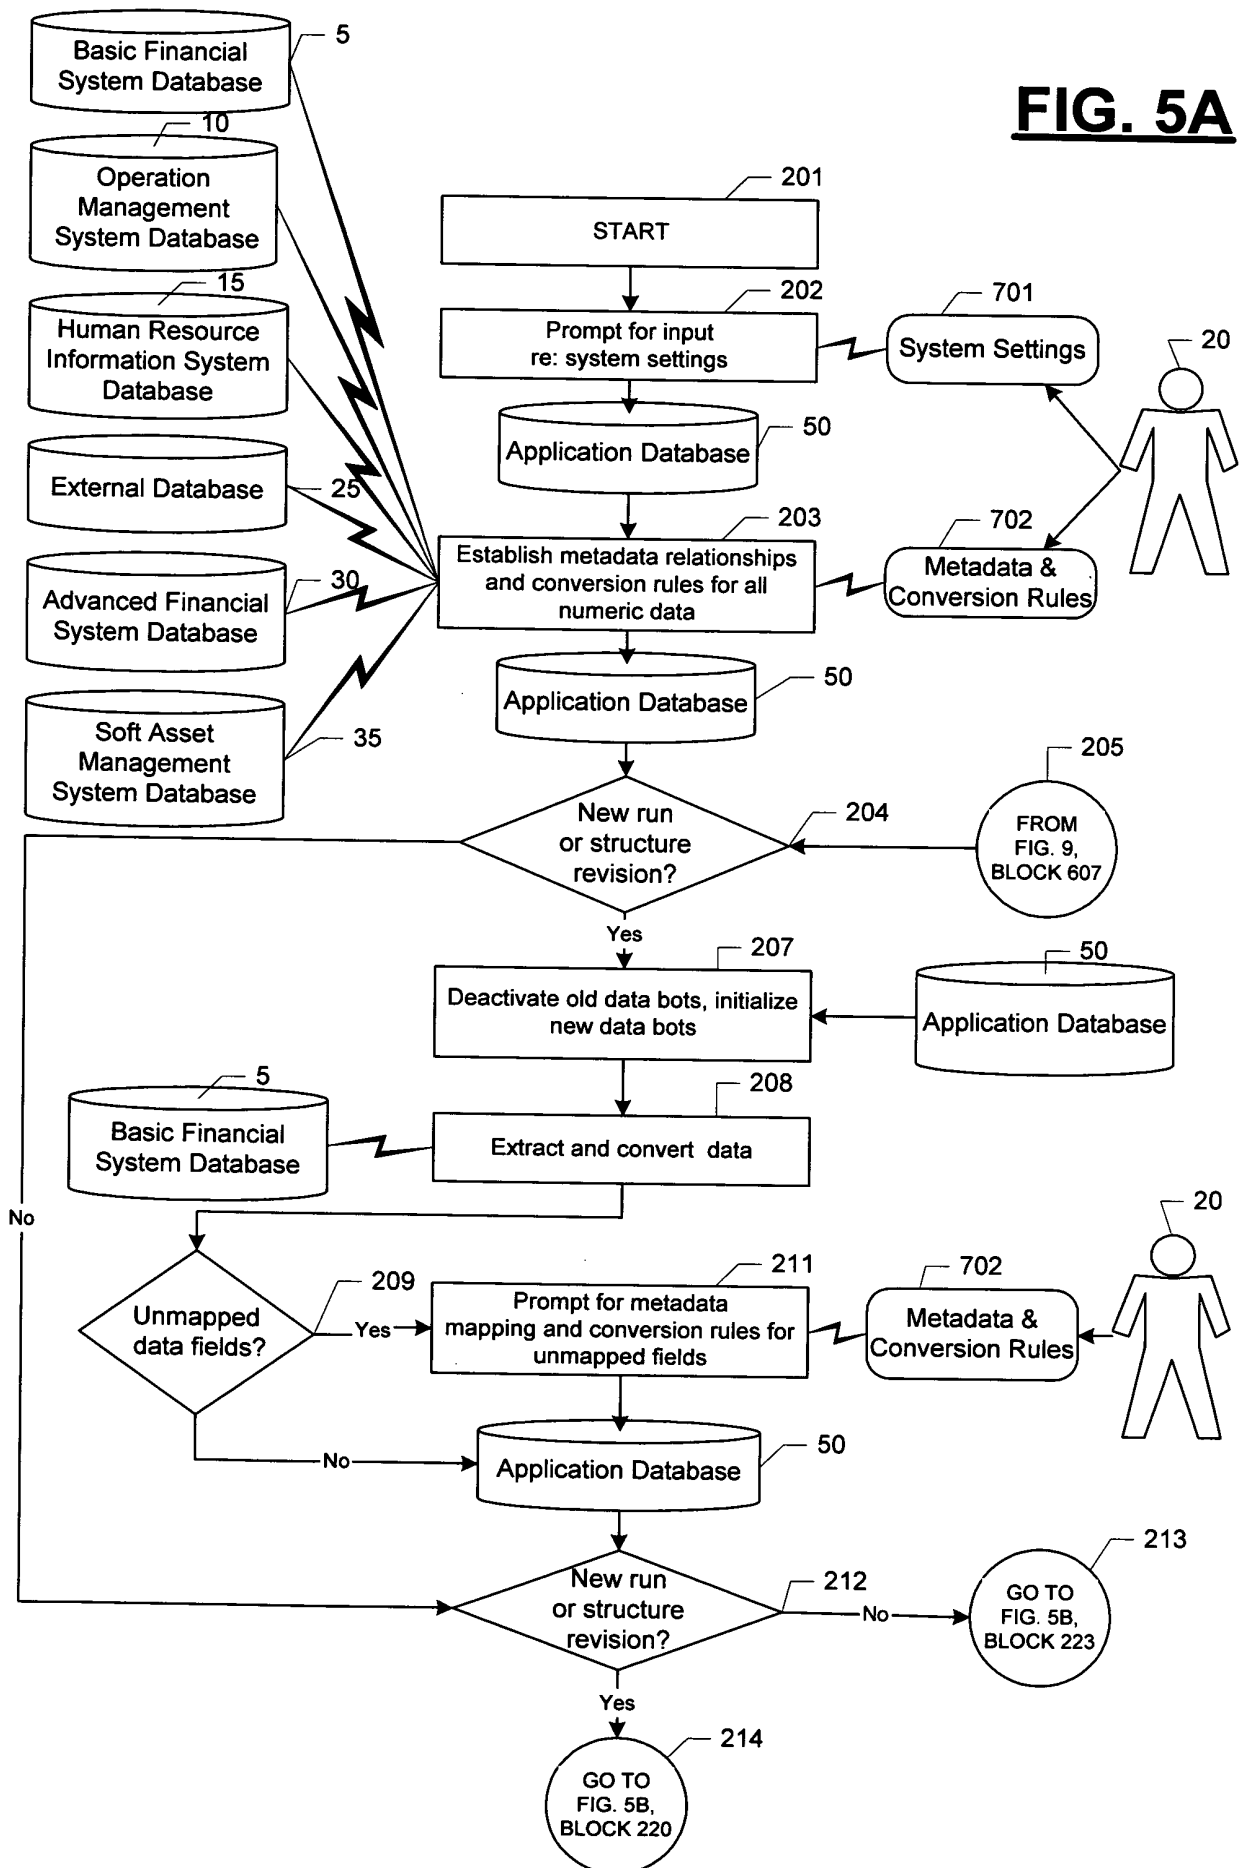 FIG. 5A
5
Basic Financial
System Database
10
Operation
Management
System Database
15
Human Resource
Information System
Database
External Database
25
Advanced Financial
System Database
30
Soft Asset
Management
System Database
35
201
START
202
Prompt for input
re: system settings
701
System Settings
20
50
Application Database
203
Establish metadata relationships
and conversion rules for all
numeric data
702
Metadata &
Conversion Rules
50
Application Database
204
New run
or structure
revision?
205
FROM
FIG. 9,
BLOCK 607
Yes
No
207
Deactivate old data bots, initialize
new data bots
50
Application Database
208
Extract and convert data
5
Basic Financial
System Database
209
Unmapped
data fields?
Yes
211
Prompt for metadata
mapping and conversion rules for
unmapped fields
702
Metadata &
Conversion Rules
20
No
50
Application Database
212
New run
or structure
revision?
No
213
GO TO
FIG. 5B,
BLOCK 223
Yes
214
GO TO
FIG. 5B,
BLOCK 220